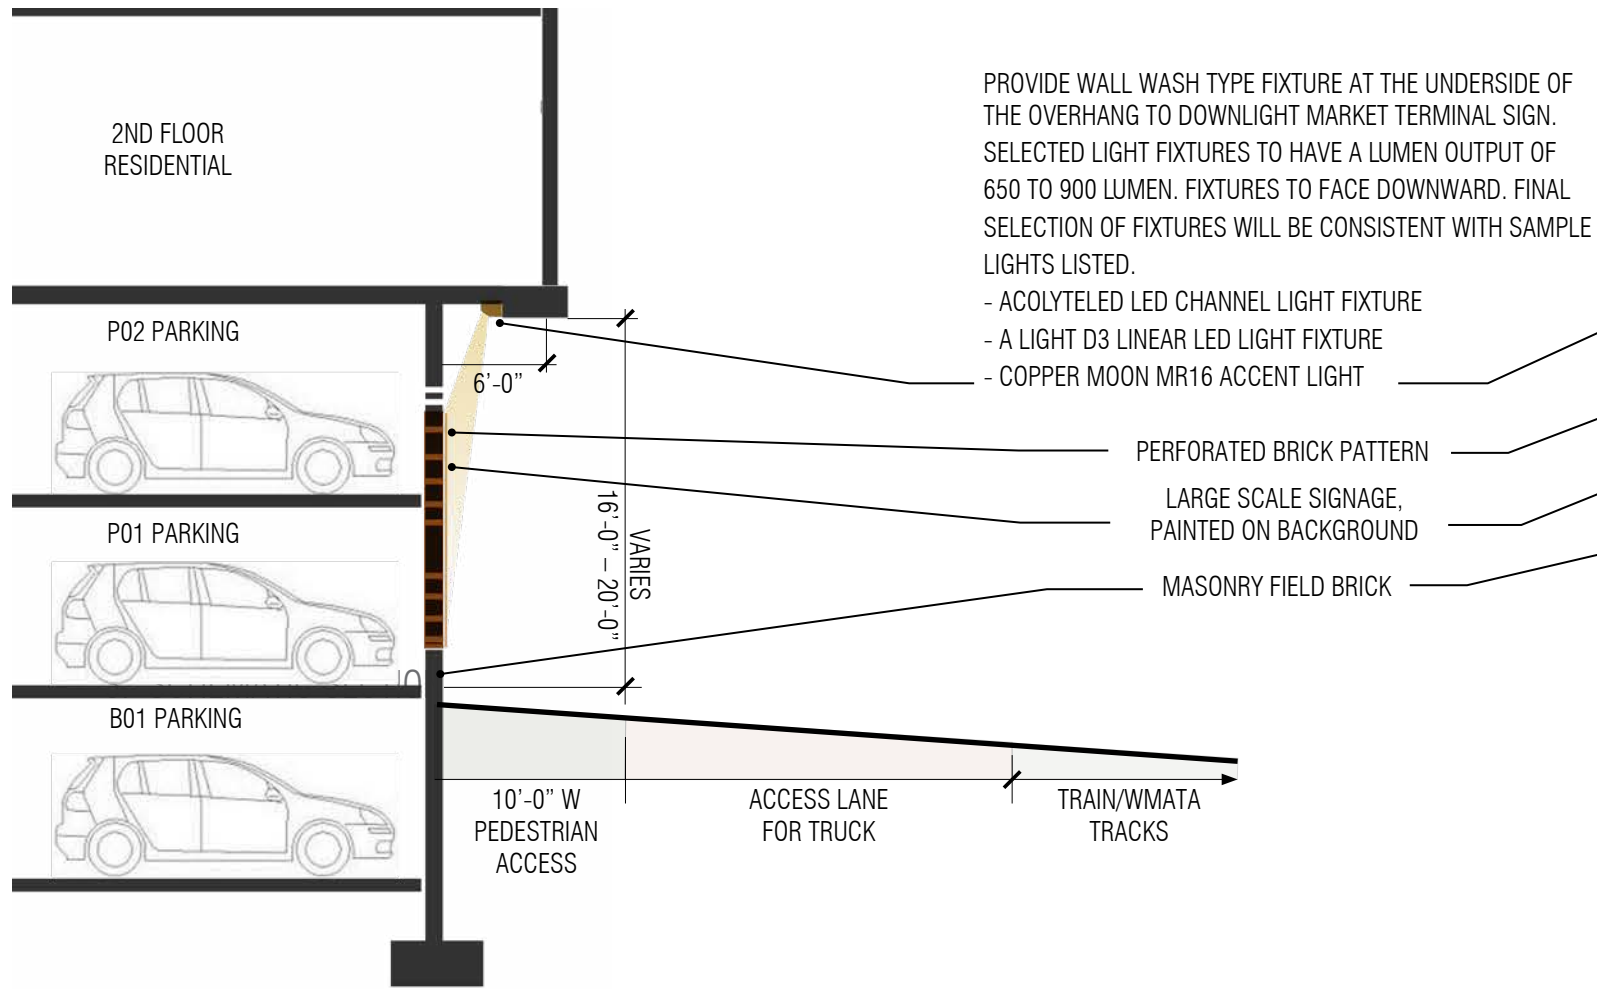 2ND FLOOR
RESIDENTIAL
PROVIDE WALL WASH TYPE FIXTURE AT THE UNDERSIDE OF
THE OVERHANG TO DOWNLIGHT MARKET TERMINAL SIGN.
SELECTED LIGHT FIXTURES TO HAVE A LUMEN OUTPUT OF
650 TO 900 LUMEN. FIXTURES TO FACE DOWNWARD. FINAL
SELECTION OF FIXTURES WILL BE CONSISTENT WITH SAMPLE
LIGHTS LISTED.
- ACOLYTELED LED CHANNEL LIGHT FIXTURE
- A LIGHT D3 LINEAR LED LIGHT FIXTURE
- COPPER MOON MR16 ACCENT LIGHT
P02 PARKING
6’-0”
PERFORATED BRICK PATTERN
LARGE SCALE SIGNAGE,
PAINTED ON BACKGROUND
VARIES
16’-0” – 20’-0”
P01 PARKING
MASONRY FIELD BRICK
B01 PARKING
10’-0” W
PEDESTRIAN
ACCESS
ACCESS LANE
FOR TRUCK
TRAIN/WMATA
TRACKS